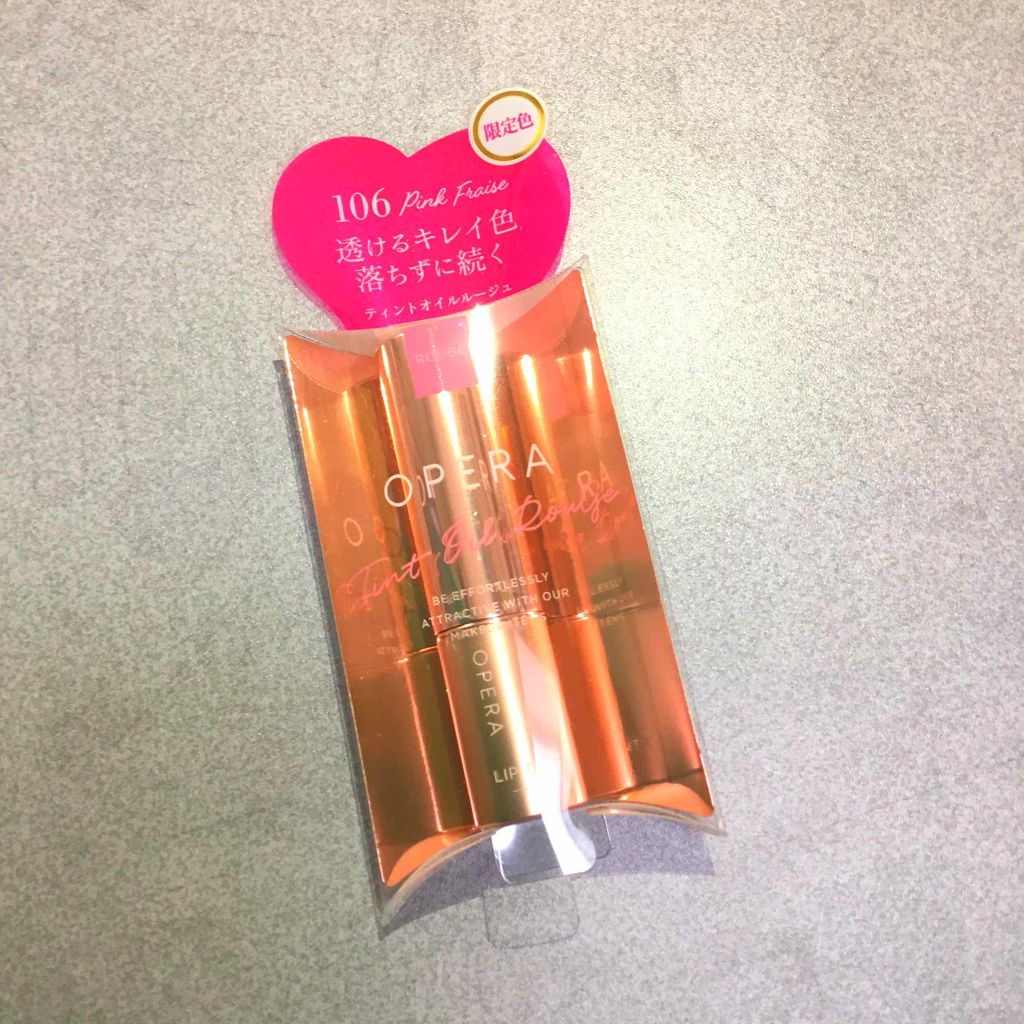 限定色
106 Pink Fraise
透けるキレイ色
落ちずに続く
ティントオイルルージュ
ROUGE
OPERA
Tint Oil Rouge
BE EFFORTLESSLY
ATTRACTIVE WITH OUR
OPERA
LIP